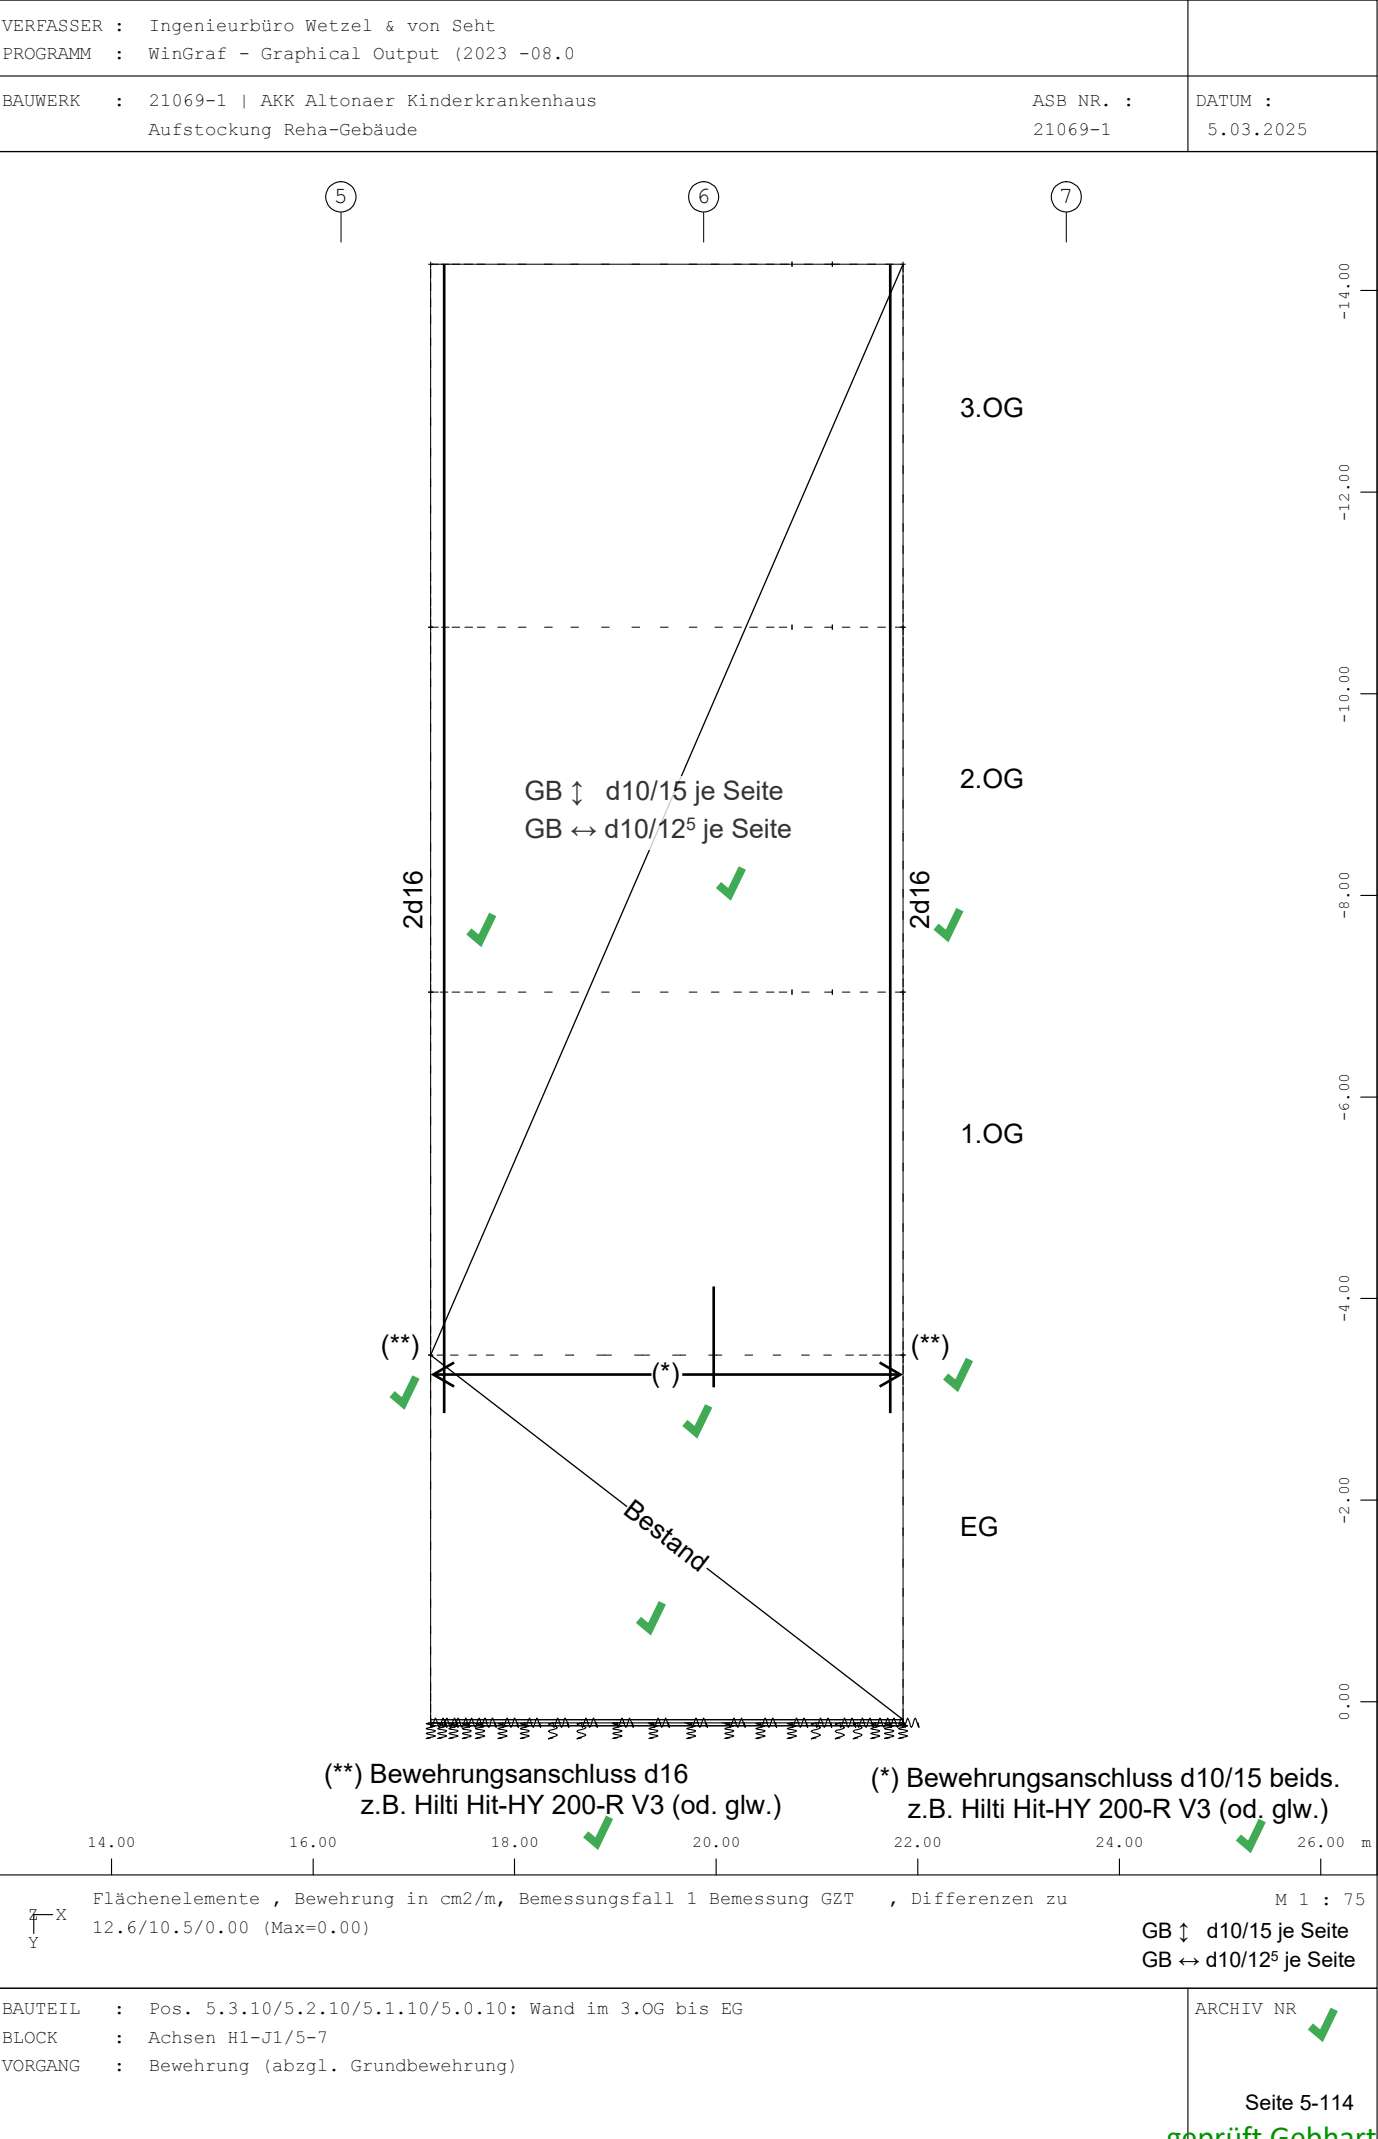 VERFASSER : Ingenieurbüro Wetzel & von Seht
PROGRAMM : WinGraf - Graphical Output (2023 -08.0
BAUWERK : 21069-1 | AKK Altonaer Kinderkrankenhaus
Aufstockung Reha-Gebäude
ASB NR. :
21069-1
DATUM :
5.03.2025
5
6
7
-14.00
3.OG
-12.00
-10.00
2.OG
GB ↕ d10/15 je Seite
GB ↔ d10/12⁵ je Seite
2d16
2d16
-8.00
-6.00
1.OG
-4.00
(**)
(*)
(**)
-2.00
Bestand
EG
0.00
(**) Bewehrungsanschluss d16
z.B. Hilti Hit-HY 200-R V3 (od. glw.)
(*) Bewehrungsanschluss d10/15 beids.
z.B. Hilti Hit-HY 200-R V3 (od. glw.)
14.00 16.00 18.00 20.00 22.00 24.00 26.00 m
Z X
Y
Flächenelemente , Bewehrung in cm2/m, Bemessungsfall 1 Bemessung GZT , Differenzen zu
12.6/10.5/0.00 (Max=0.00)
M 1 : 75
GB ↕ d10/15 je Seite
GB ↔ d10/12⁵ je Seite
BAUTEIL : Pos. 5.3.10/5.2.10/5.1.10/5.0.10: Wand im 3.OG bis EG
BLOCK : Achsen H1-J1/5-7
VORGANG : Bewehrung (abzgl. Grundbewehrung)
ARCHIV NR
Seite 5-114
geprüft Gebhart